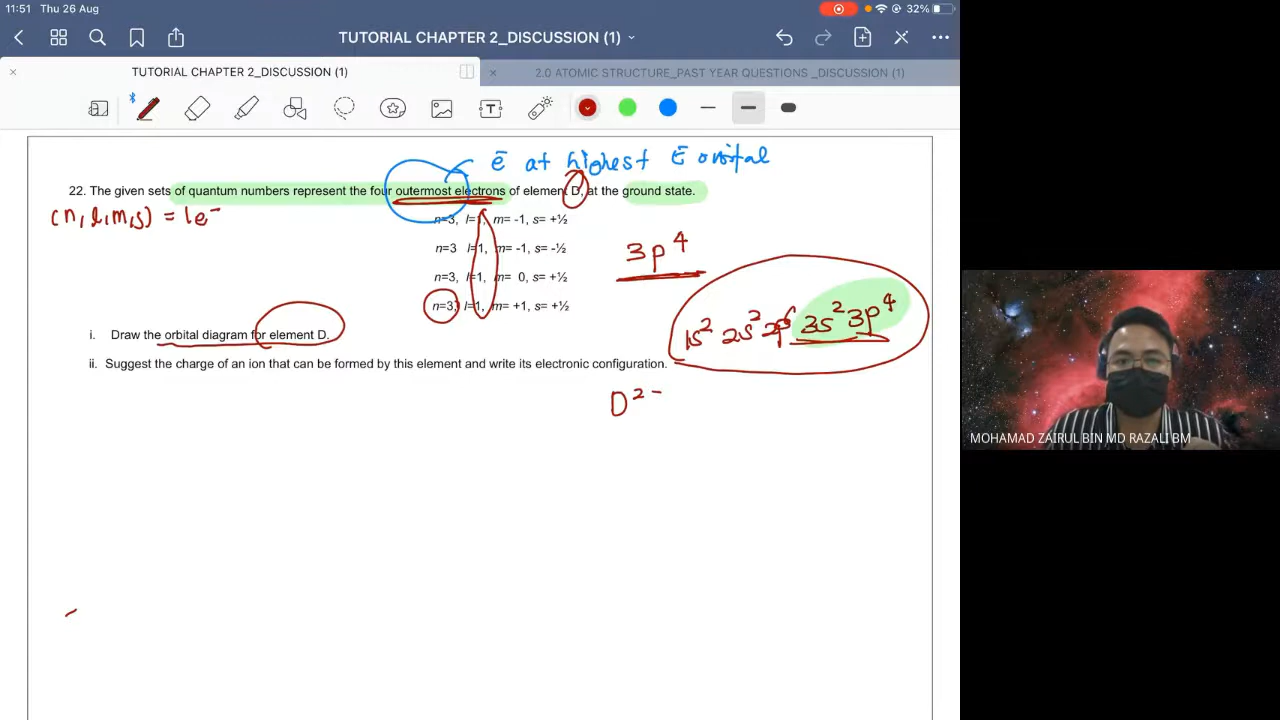 11:51 Thu 26 Aug
32%
TUTORIAL CHAPTER 2_DISCUSSION (1)
TUTORIAL CHAPTER 2_DISCUSSION (1)
2.0 ATOMIC STRUCTURE_PAST YEAR QUESTIONS _DISCUSSION (1)
ē at highest Ē orbital
22. The given sets of quantum numbers represent the four outermost electrons of element D, at the ground state.
(n, l, m, s) = 1e⁻
n=3, l=1, m= -1, s= +½
n=3 l=1, m= -1, s= -½
n=3, l=1, m= 0, s= +½
n=3, l=1, m= +1, s= +½
3p⁴
1s² 2s² 2p⁶ 3s² 3p⁴
i. Draw the orbital diagram for element D.
ii. Suggest the charge of an ion that can be formed by this element and write its electronic configuration.
D²⁻
MOHAMAD ZAIRUL BIN MD RAZALI BM